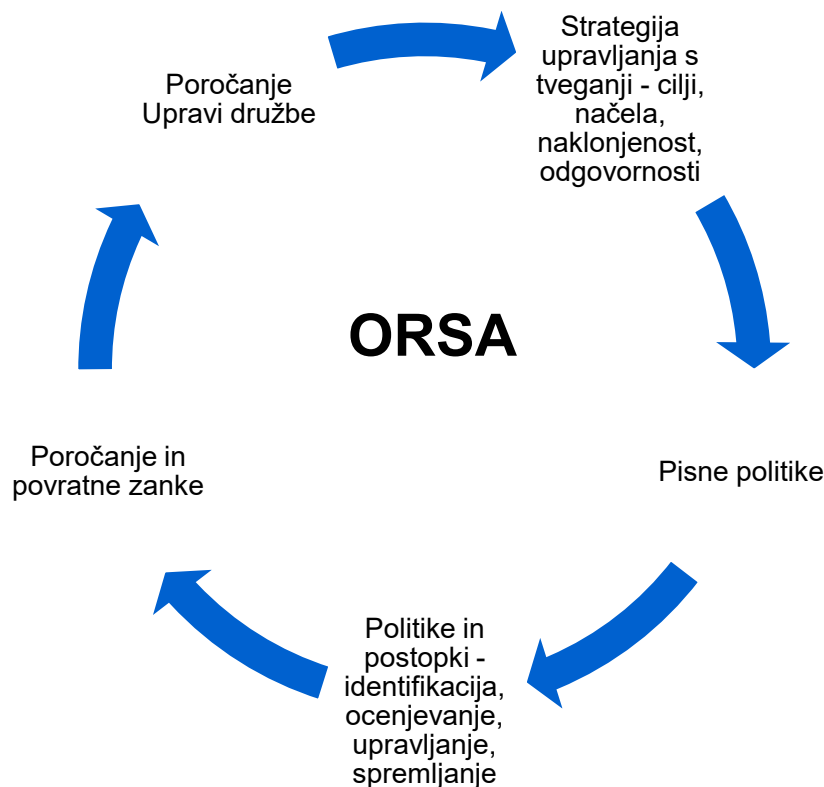 Strategija
upravljanja s
tveganji - cilji,
načela,
naklonjenost,
odgovornosti
Poročanje
Upravi družbe
ORSA
Poročanje in
povratne zanke
Pisne politike
Politike in
postopki -
identifikacija,
ocenjevanje,
upravljanje,
spremljanje